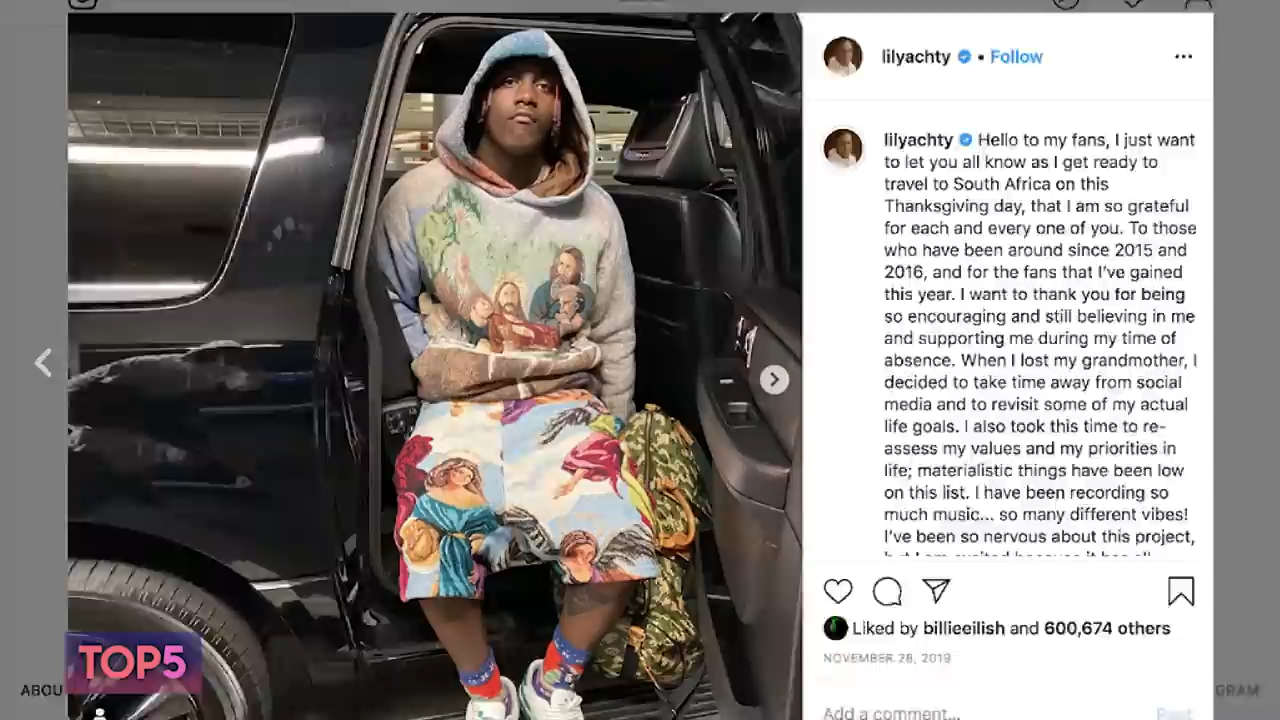 lilyachty • Follow
lilyachty Hello to my fans, I just want
to let you all know as I get ready to
travel to South Africa on this
Thanksgiving day, that I am so grateful
for each and every one of you. To those
who have been around since 2015 and
2016, and for the fans that I've gained
this year. I want to thank you for being
so encouraging and still believing in me
and supporting me during my time of
absence. When I lost my grandmother, I
decided to take time away from social
media and to revisit some of my actual
life goals. I also took this time to re-
assess my values and my priorities in
life; materialistic things have been low
on this list. I have been recording so
much music... so many different vibes!
I've been so nervous about this project,
Liked by billieeilish and 600,674 others
NOVEMBER 28, 2019
Add a comment...
Post
TOP5
ABOU
GRAM